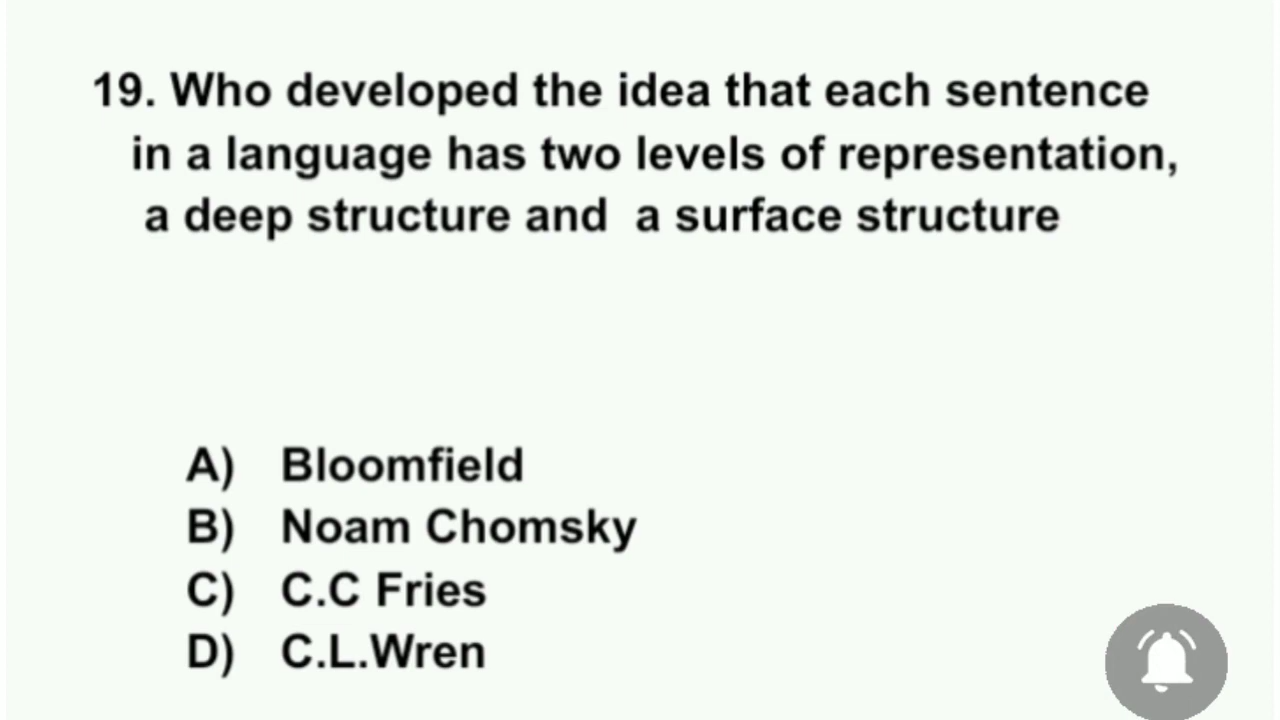 19. Who developed the idea that each sentence
in a language has two levels of representation,
a deep structure and a surface structure
A) Bloomfield
B) Noam Chomsky
C) C.C Fries
D) C.L.Wren